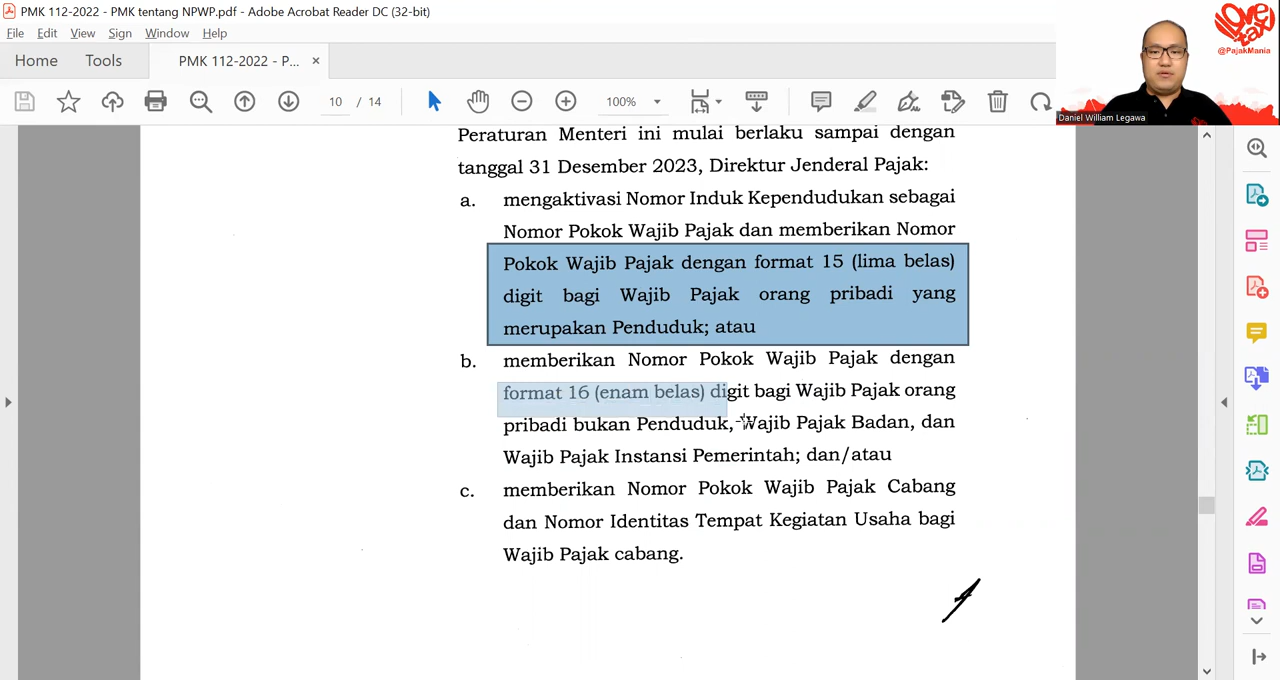 PMK 112-2022 - PMK tentang NPWP.pdf - Adobe Acrobat Reader DC (32-bit)
File Edit View Sign Window Help
Home Tools PMK 112-2022 - P... ×
10 / 14 100%
I love tax
@PajakMania
Daniel William Legawa
Peraturan Menteri ini mulai berlaku sampai dengan
tanggal 31 Desember 2023, Direktur Jenderal Pajak:
a. mengaktivasi Nomor Induk Kependudukan sebagai
Nomor Pokok Wajib Pajak dan memberikan Nomor
Pokok Wajib Pajak dengan format 15 (lima belas)
digit bagi Wajib Pajak orang pribadi yang
merupakan Penduduk; atau
b. memberikan Nomor Pokok Wajib Pajak dengan
format 16 (enam belas) digit bagi Wajib Pajak orang
pribadi bukan Penduduk, Wajib Pajak Badan, dan
Wajib Pajak Instansi Pemerintah; dan/atau
c. memberikan Nomor Pokok Wajib Pajak Cabang
dan Nomor Identitas Tempat Kegiatan Usaha bagi
Wajib Pajak cabang.